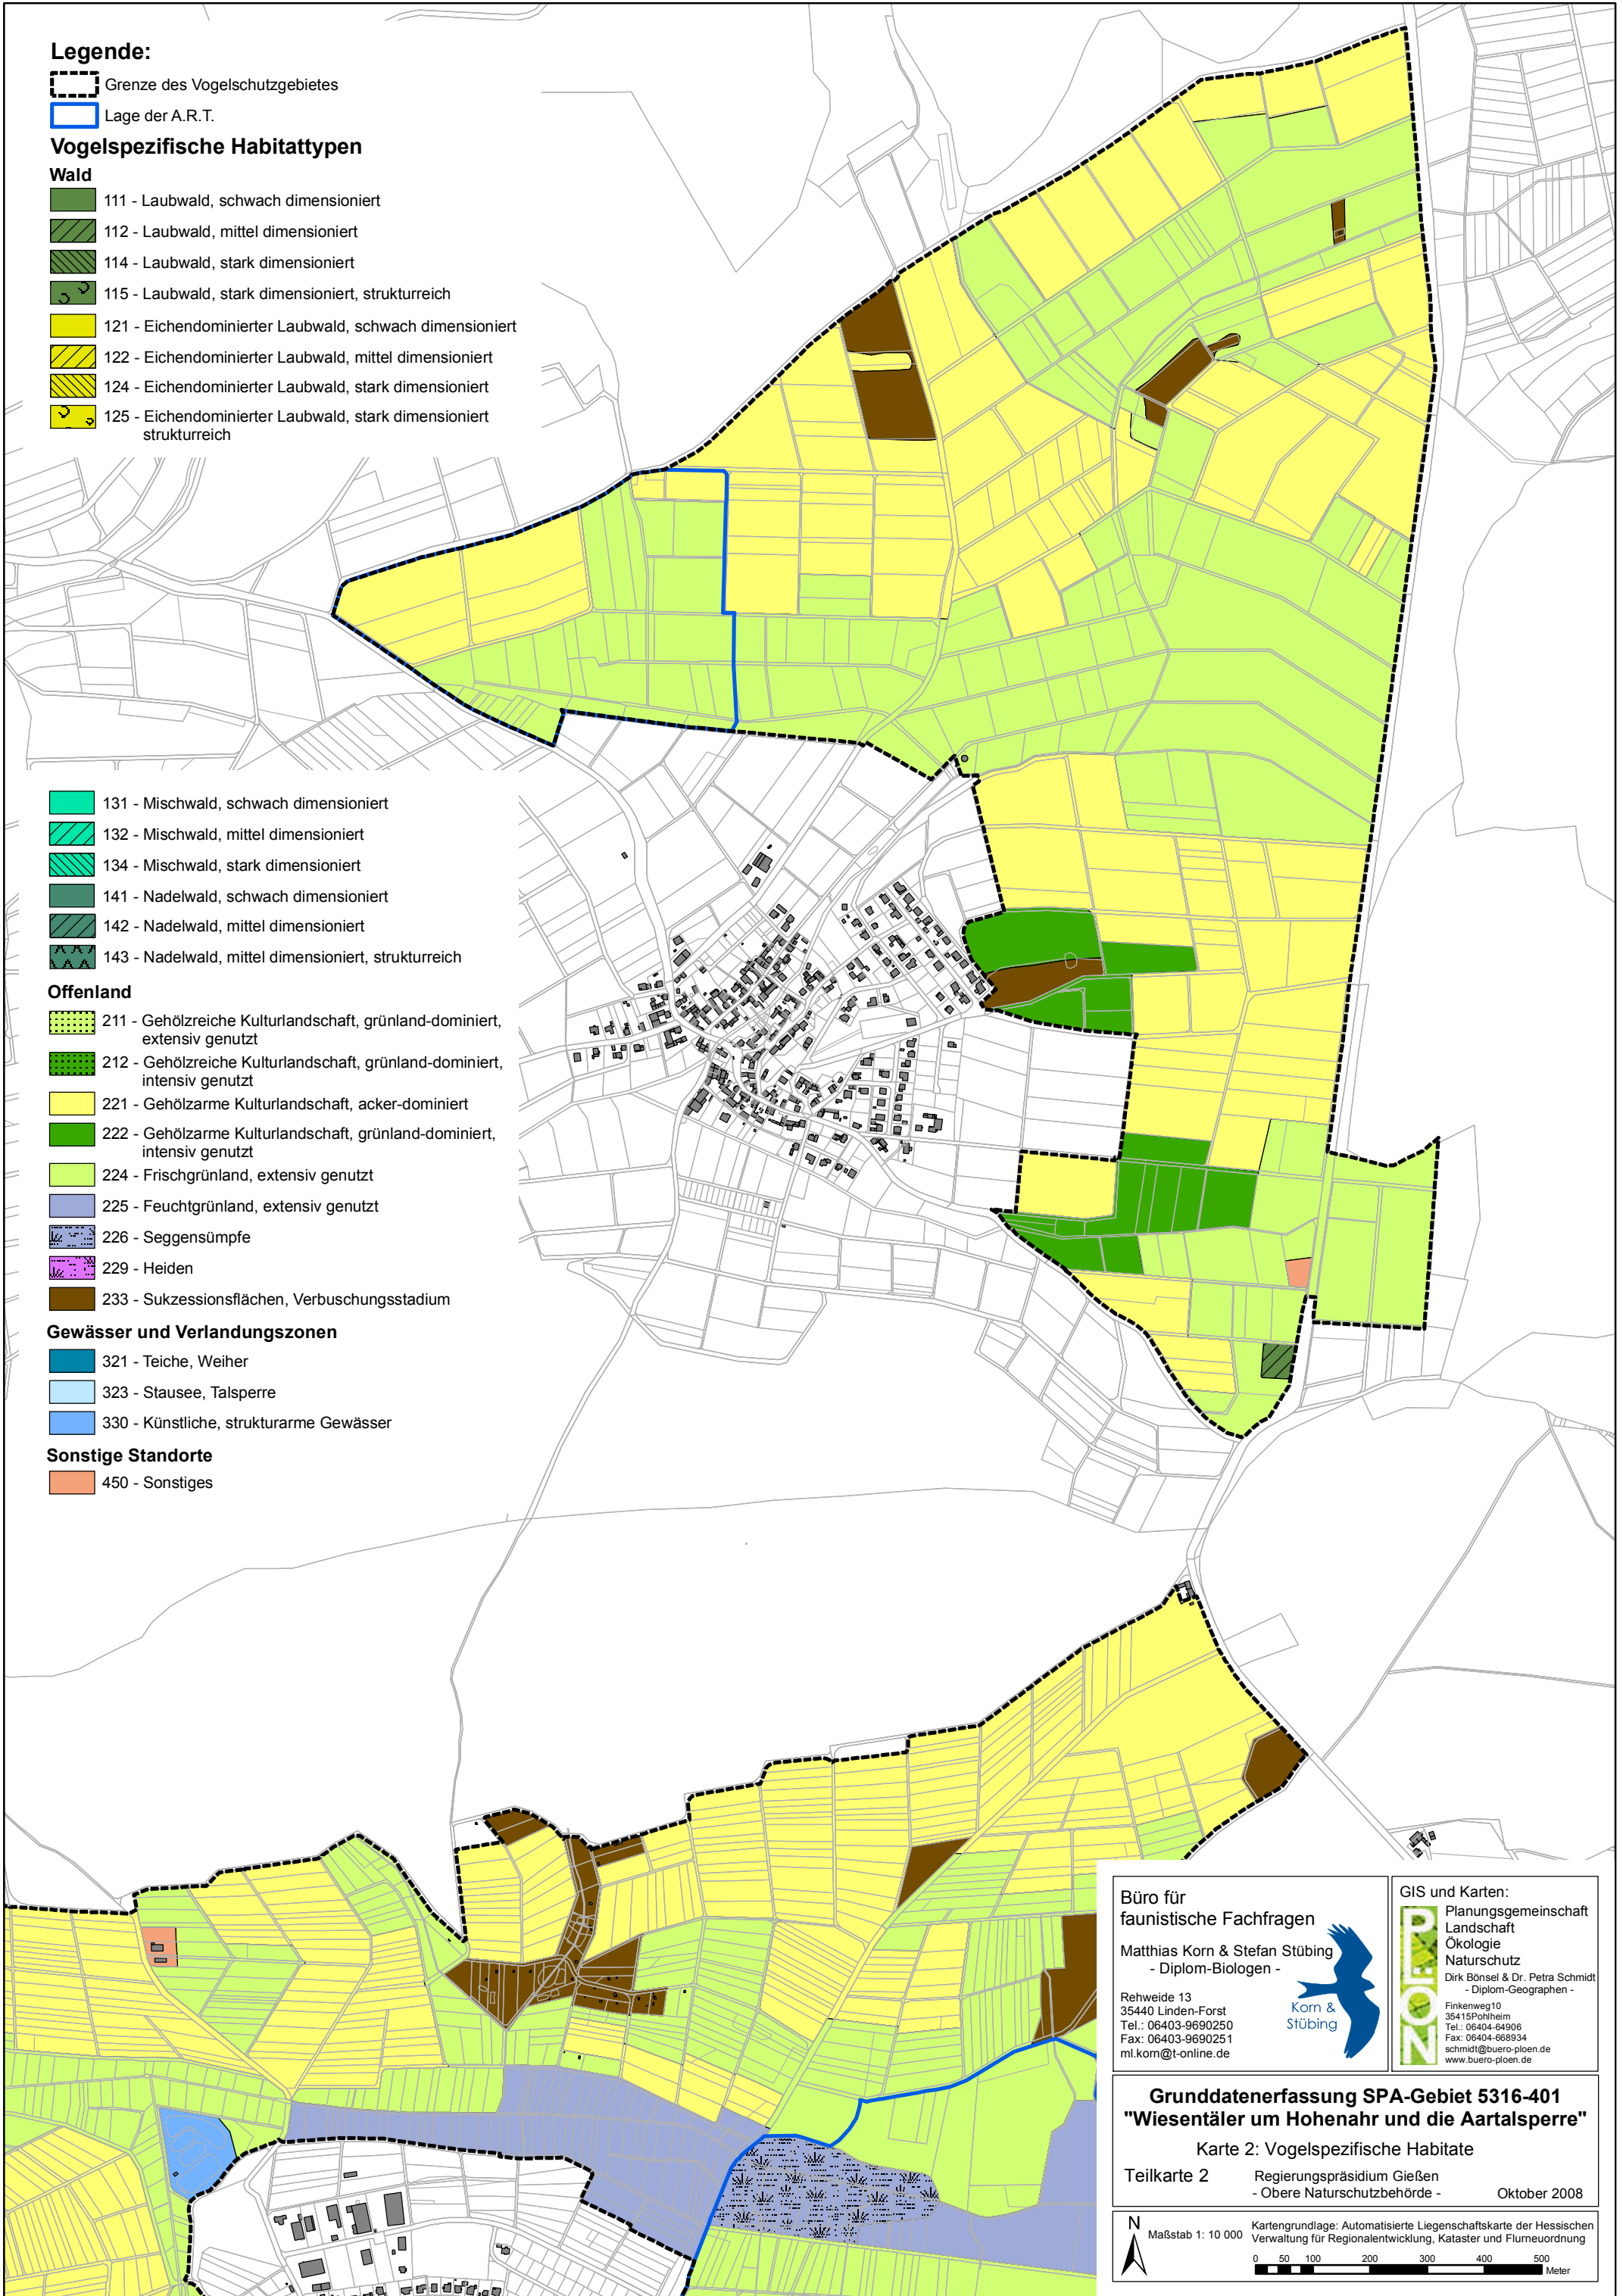 Legende:
Grenze des Vogelschutzgebietes
Lage der A.R.T.
Vogelspezifische Habitattypen
Wald
111 - Laubwald, schwach dimensioniert
112 - Laubwald, mittel dimensioniert
114 - Laubwald, stark dimensioniert
115 - Laubwald, stark dimensioniert, strukturreich
121 - Eichendominierter Laubwald, schwach dimensioniert
122 - Eichendominierter Laubwald, mittel dimensioniert
124 - Eichendominierter Laubwald, stark dimensioniert
125 - Eichendominierter Laubwald, stark dimensioniert
strukturreich
131 - Mischwald, schwach dimensioniert
132 - Mischwald, mittel dimensioniert
134 - Mischwald, stark dimensioniert
141 - Nadelwald, schwach dimensioniert
142 - Nadelwald, mittel dimensioniert
143 - Nadelwald, mittel dimensioniert, strukturreich
Offenland
211 - Gehölzreiche Kulturlandschaft, grünland-dominiert,
extensiv genutzt
212 - Gehölzreiche Kulturlandschaft, grünland-dominiert,
intensiv genutzt
221 - Gehölzarme Kulturlandschaft, acker-dominiert
222 - Gehölzarme Kulturlandschaft, grünland-dominiert,
intensiv genutzt
224 - Frischgrünland, extensiv genutzt
225 - Feuchtgrünland, extensiv genutzt
226 - Seggensümpfe
229 - Heiden
233 - Sukzessionsflächen, Verbuschungsstadium
Gewässer und Verlandungszonen
321 - Teiche, Weiher
323 - Stausee, Talsperre
330 - Künstliche, strukturarme Gewässer
Sonstige Standorte
450 - Sonstiges
Büro für
faunistische Fachfragen
Matthias Korn & Stefan Stübing
- Diplom-Biologen -
Rehweide 13
35440 Linden-Forst
Tel.: 06403-9690250
Fax: 06403-9690251
ml.korn@t-online.de
Korn &
Stübing
GIS und Karten:
PLÖN
Planungsgemeinschaft
Landschaft
Ökologie
Naturschutz
Dirk Bönsel & Dr. Petra Schmidt
- Diplom-Geographen -
Finkenweg10
35415Pohlheim
Tel.: 06404-64906
Fax: 06404-668934
schmidt@buero-ploen.de
www.buero-ploen.de
Grunddatenerfassung SPA-Gebiet 5316-401
"Wiesentäler um Hohenahr und die Aartalsperre"
Karte 2: Vogelspezifische Habitate
Teilkarte 2
Regierungspräsidium Gießen
- Obere Naturschutzbehörde -
Oktober 2008
N
Maßstab 1: 10 000
Kartengrundlage: Automatisierte Liegenschaftskarte der Hessischen
Verwaltung für Regionalentwicklung, Kataster und Flurneuordnung
0 50 100 200 300 400 500
Meter